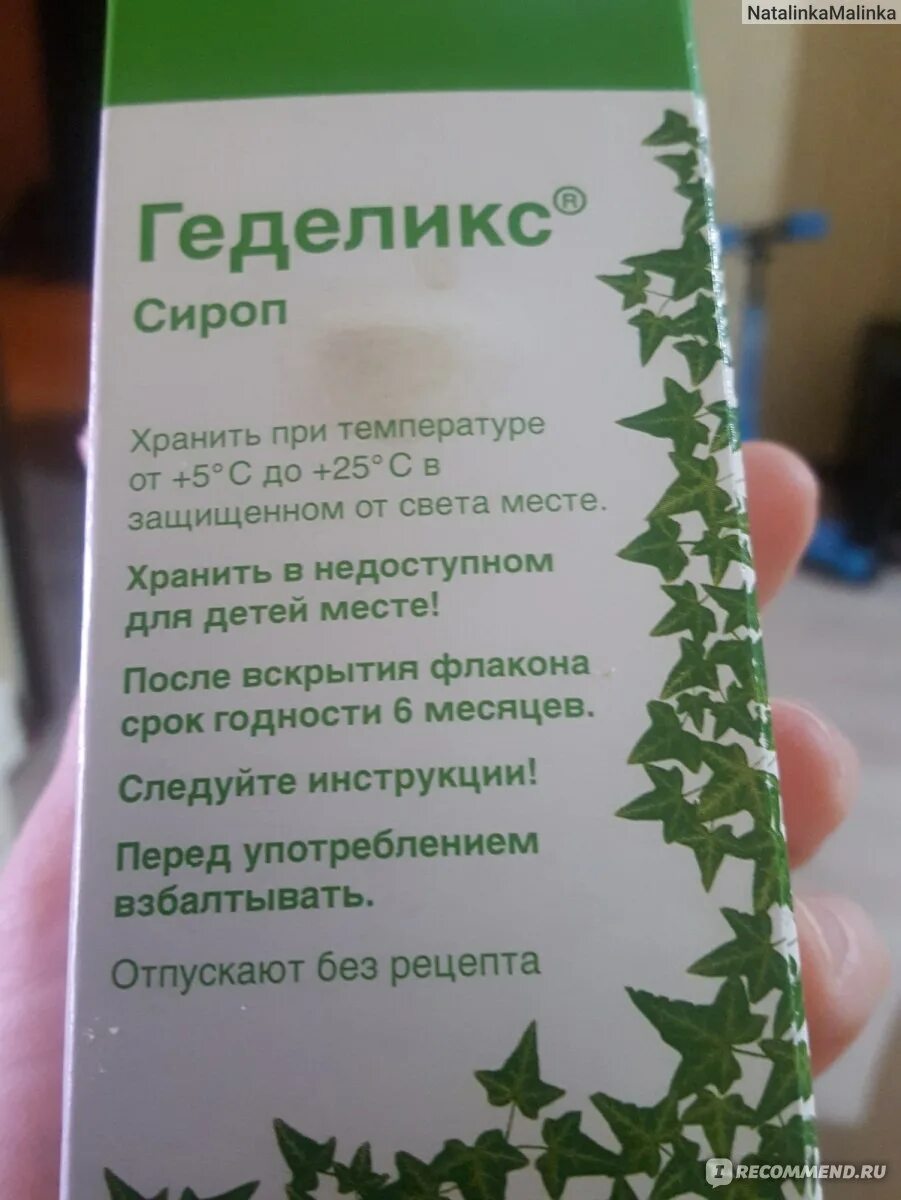 NatalinkaMalinka
Геделикс®
Сироп
Хранить при температуре
от +5°С до +25°С в
защищенном от света месте.
Хранить в недоступном
для детей месте!
После вскрытия флакона
срок годности 6 месяцев.
Следуйте инструкции!
Перед употреблением
взбалтывать.
Отпускают без рецепта
IRECOMMEND.RU